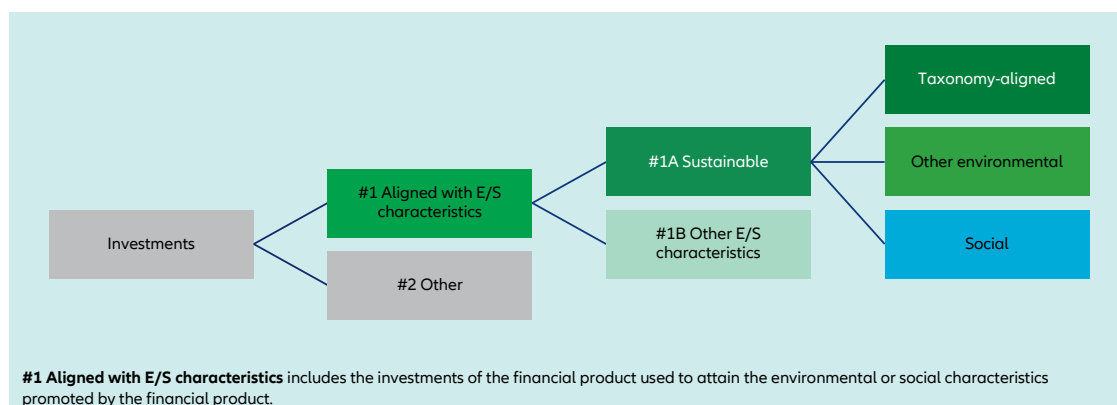 Taxonomy-aligned
#1A Sustainable
Other environmental
#1 Aligned with E/S
characteristics
Investments
#1B Other E/S
characteristics
Social
#2 Other
#1 Aligned with E/S characteristics includes the investments of the financial product used to attain the environmental or social characteristics
promoted by the financial product.